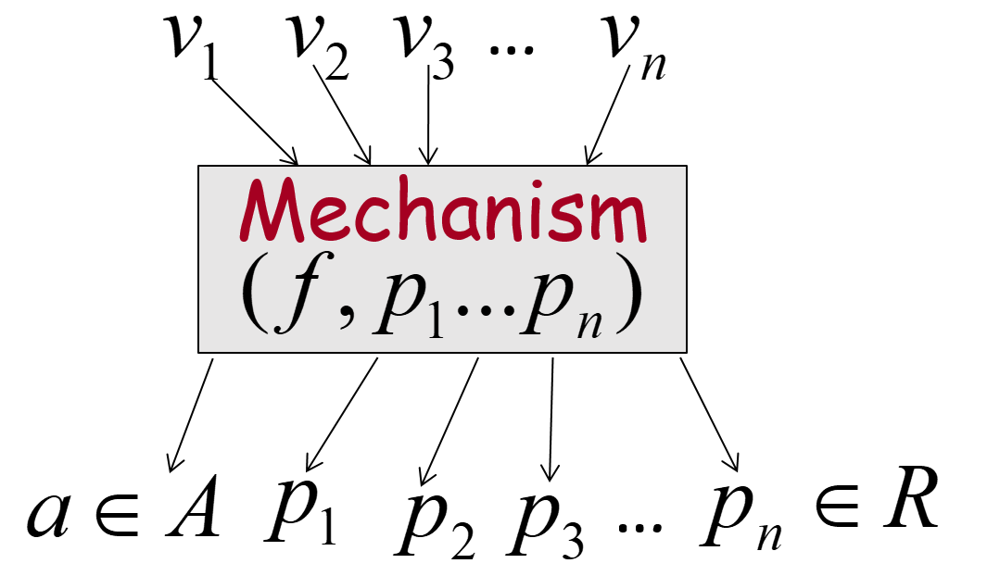 v₁ v₂ v₃ ... vₙ
Mechanism
(f, p₁...pₙ)
a ∈ A p₁ p₂ p₃ ... pₙ ∈ R